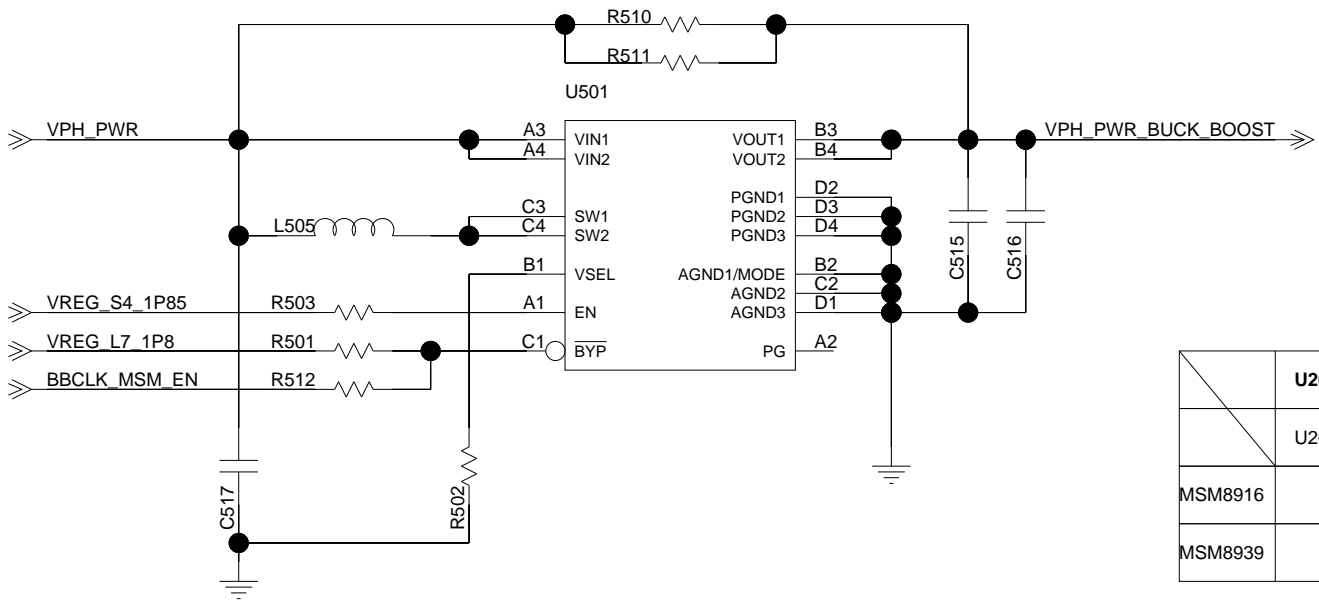 R510
R511
U501
VPH_PWR
A3
VIN1
VOUT1
B3
VPH_PWR_BUCK_BOOST
A4
VIN2
VOUT2
B4
PGND1
D2
L505
C3
SW1
PGND2
D3
C4
SW2
PGND3
D4
C515
C516
B1
VSEL
AGND1/MODE
B2
AGND2
C2
VREG_S4_1P85
R503
A1
EN
AGND3
D1
VREG_L7_1P8
R501
C1
BYP
PG
A2
BBCLK_MSM_EN
R512
C517
R502
MSM8916
MSM8939